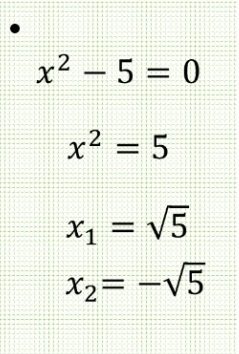 •
x² − 5 = 0
x² = 5
x₁ = √5
x₂= −√5